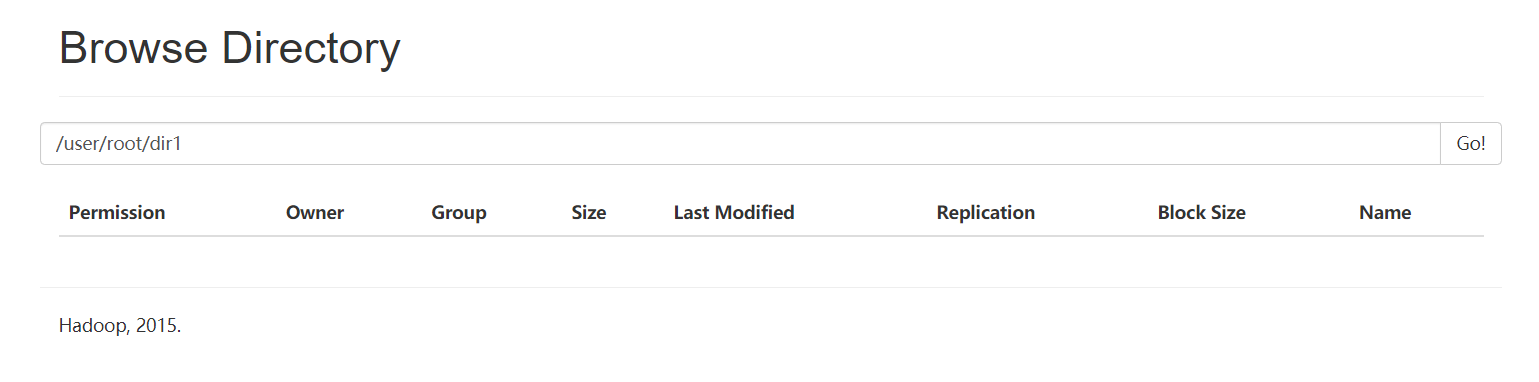 Browse Directory
/user/root/dir1 Go!
Permission Owner Group Size Last Modified Replication Block Size Name
Hadoop, 2015.